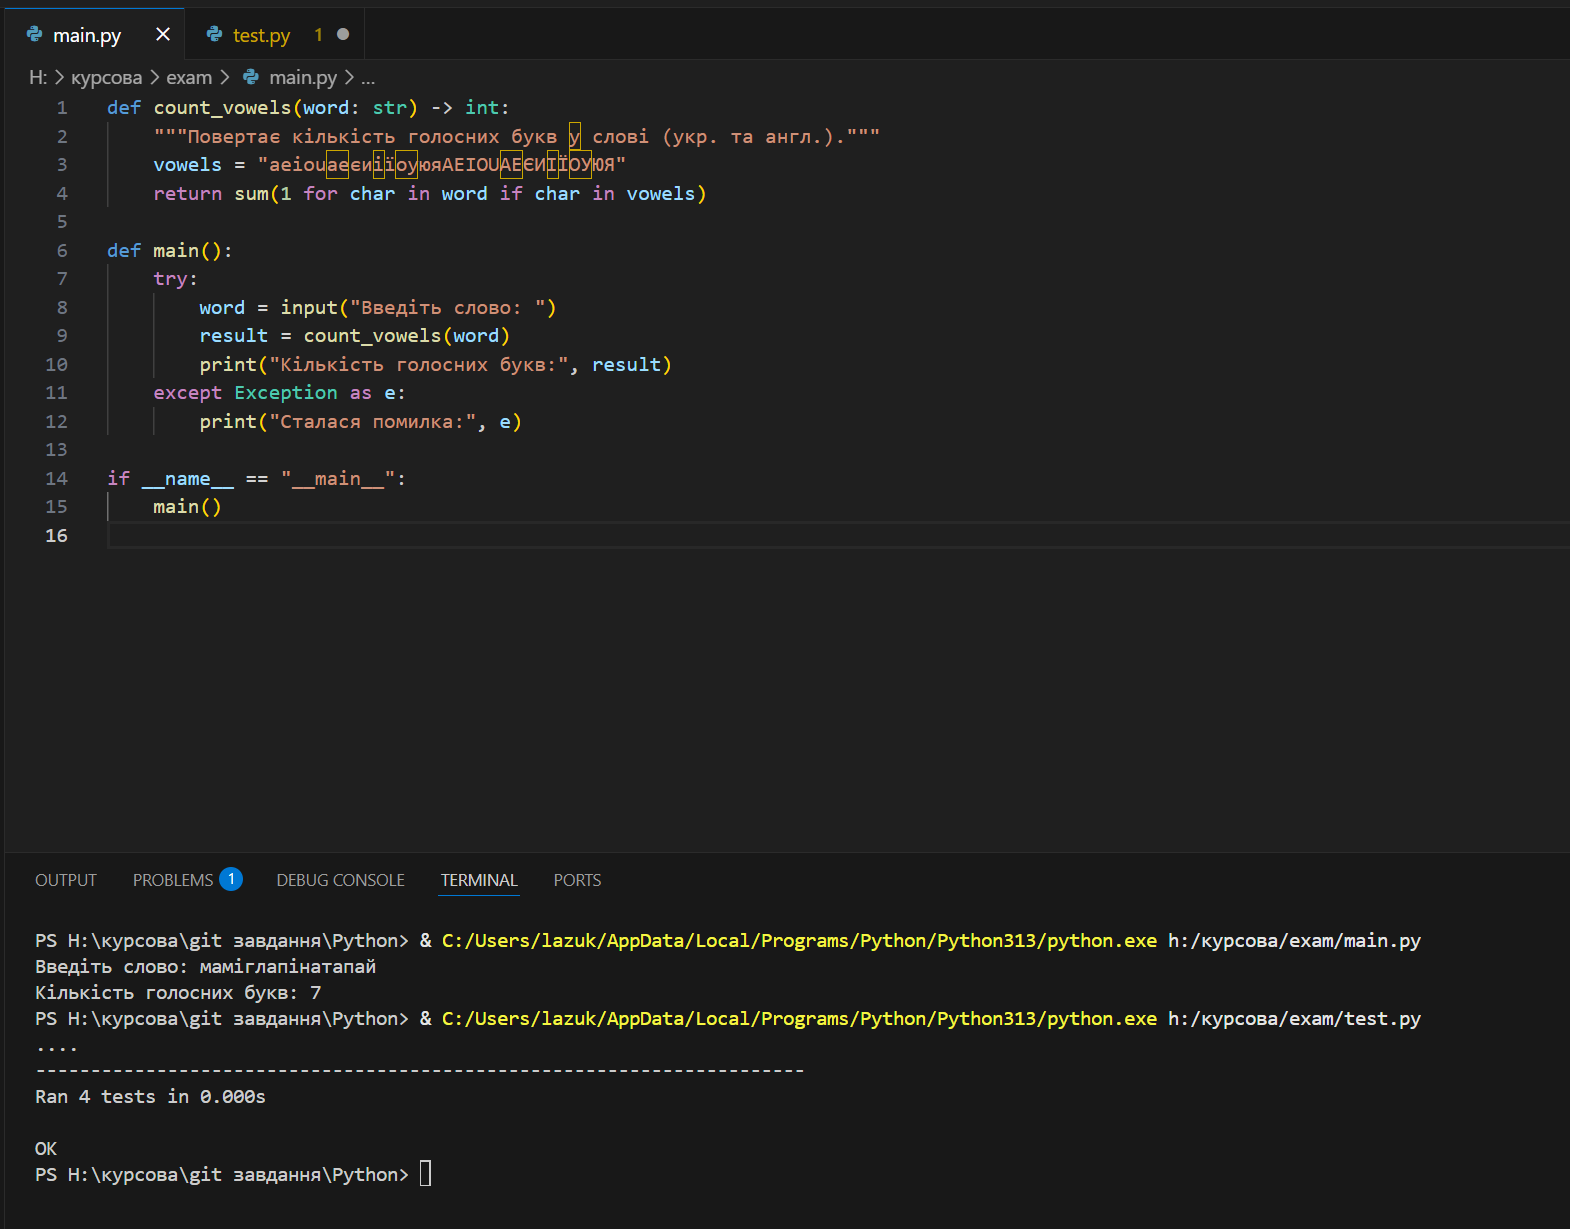 main.py
test.py 1
H: > курсова > exam > main.py > ...
1 def count_vowels(word: str) -> int:
2     """Повертає кількість голосних букв у слові (укр. та англ.)."""
3     vowels = "aeiouаеєиіїоуюяAEIOUАЕЄИІЇОУЮЯ"
4     return sum(1 for char in word if char in vowels)
5
6 def main():
7     try:
8         word = input("Введіть слово: ")
9         result = count_vowels(word)
10         print("Кількість голосних букв:", result)
11     except Exception as e:
12         print("Сталася помилка:", e)
13
14 if __name__ == "__main__":
15     main()
16
OUTPUT PROBLEMS 1 DEBUG CONSOLE TERMINAL PORTS
PS H:\курсова\git завдання\Python> & C:/Users/lazuk/AppData/Local/Programs/Python/Python313/python.exe h:/курсова/exam/main.py
Введіть слово: маміглапінатапай
Кількість голосних букв: 7
PS H:\курсова\git завдання\Python> & C:/Users/lazuk/AppData/Local/Programs/Python/Python313/python.exe h:/курсова/exam/test.py
....
----------------------------------------------------------------------
Ran 4 tests in 0.000s
OK
PS H:\курсова\git завдання\Python>